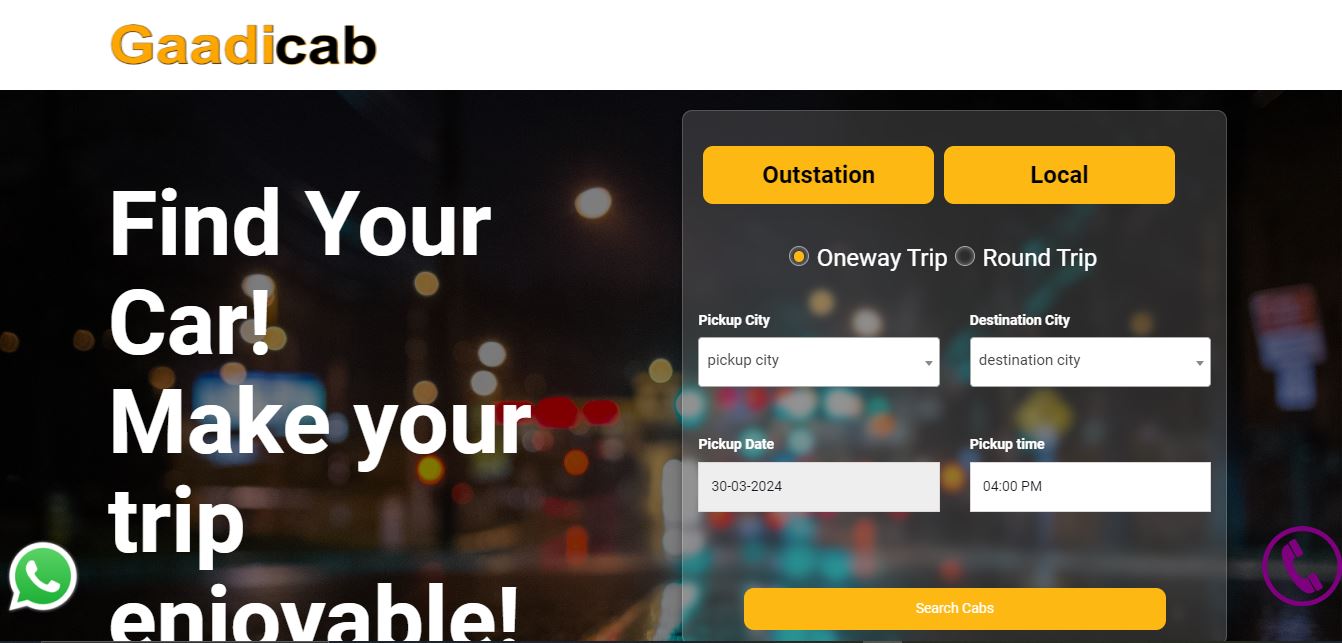 Gaadicab
Find Your
Car!
Make your
trip
enjoyable!
Outstation
Local
Oneway Trip
Round Trip
Pickup City
Destination City
pickup city
destination city
Pickup Date
Pickup time
30-03-2024
04:00 PM
Search Cabs